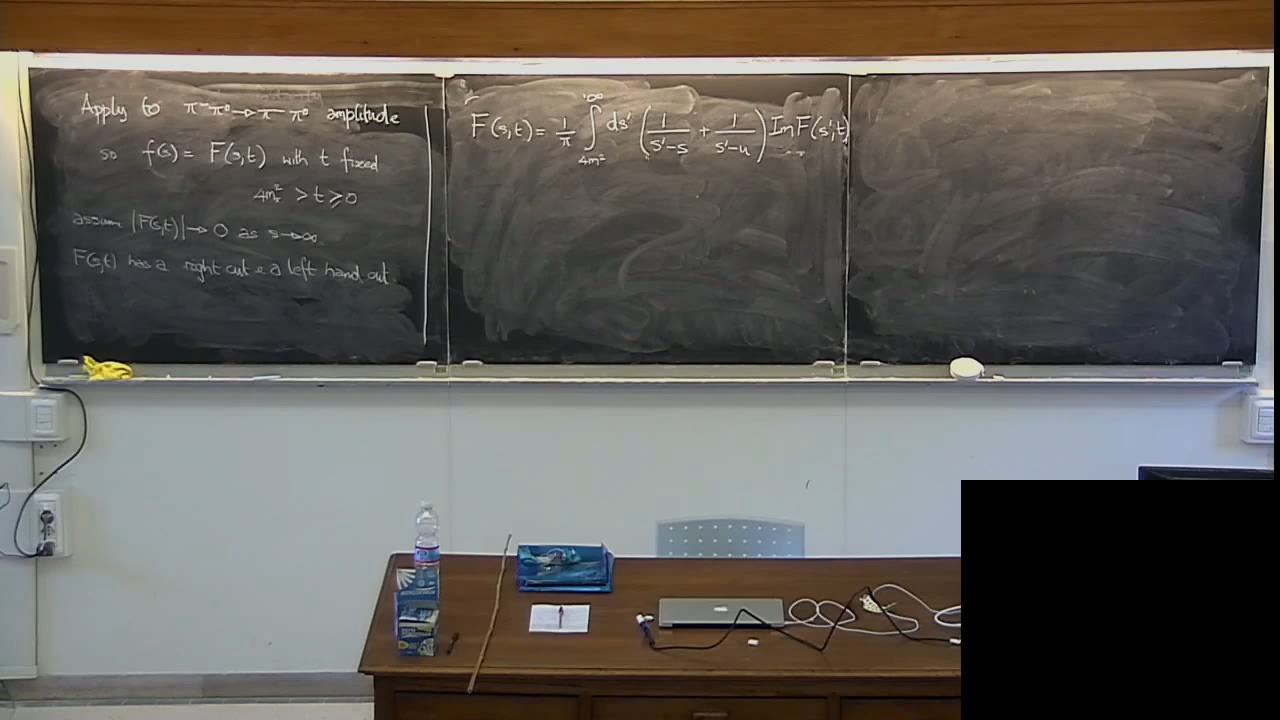 Apply to π⁻π⁰→π⁻π⁰ amplitude
so f(s) = F(s,t) with t fixed
4m²π > t ⩾ 0
assume |F(s,t)| → 0 as s→∞
F(s,t) has a right cut & a left hand cut.
F(s,t) = 1/π ∫_{4m²}^{∞} ds' (1/(s'-s) + 1/(s'-u)) Im F(s',t)